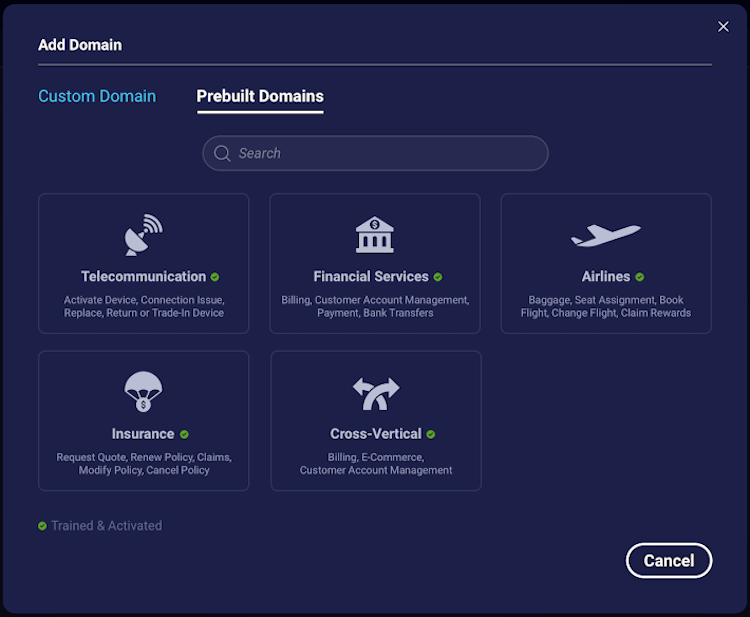 Add Domain
Custom Domain
Prebuilt Domains
Search
Telecommunication
Activate Device, Connection Issue,
Replace, Return or Trade-In Device
$
Financial Services
Billing, Customer Account Management,
Payment, Bank Transfers
Airlines
Baggage, Seat Assignment, Book
Flight, Change Flight, Claim Rewards
$
Insurance
Request Quote, Renew Policy, Claims,
Modify Policy, Cancel Policy
Cross-Vertical
Billing, E-Commerce,
Customer Account Management
Trained & Activated
Cancel